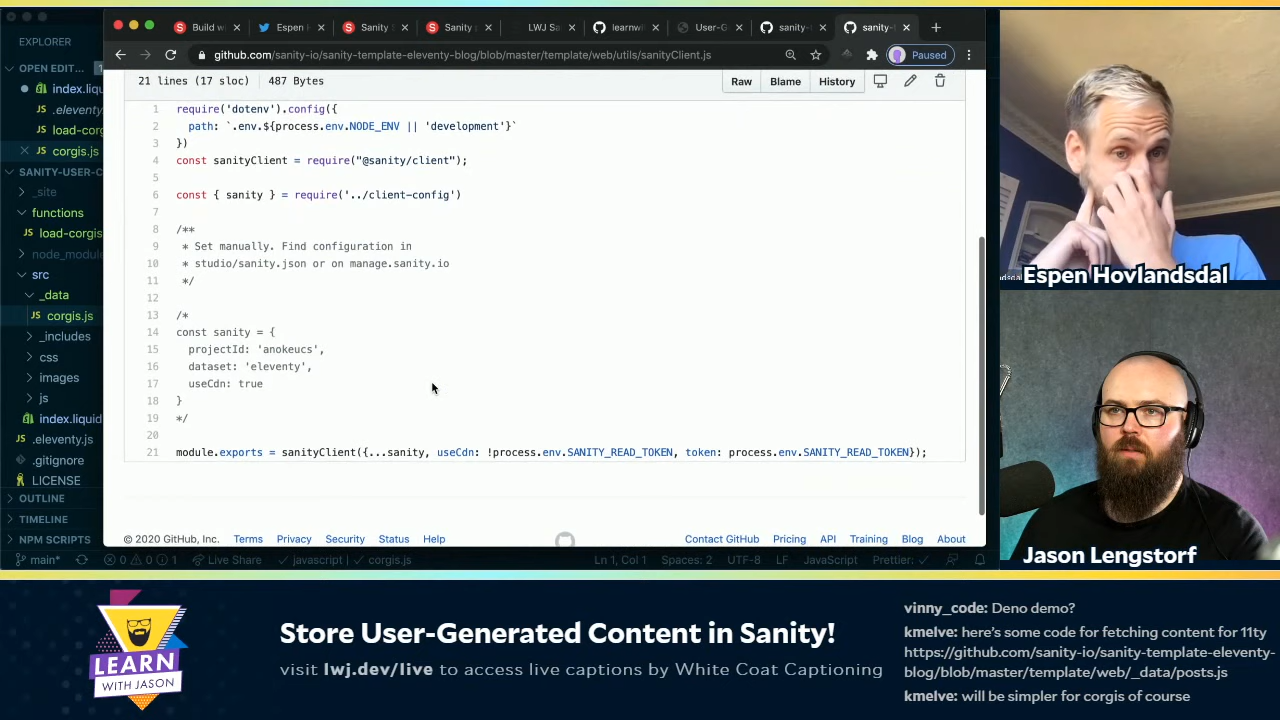 EXPLORER
OPEN EDIT... 1
index.liqu
.eleventy
load-corg
corgis.js
SANITY-USER-C
_site
functions
load-corgis
node_module
src
_data
corgis.js
_includes
css
images
js
index.liquid
.eleventy.js
.gitignore
LICENSE
OUTLINE
TIMELINE
NPM SCRIPTS
main*
0 0 1
Live Share
javascript
corgis.js
Ln 1, Col 1
Spaces: 2
UTF-8
LF
JavaScript
Prettier:
Build w
Espen H
Sanity
Sanity
LWJ Sa
learnw
User-G
sanity-
sanity-
github.com/sanity-io/sanity-template-eleventy-blog/blob/master/template/web/utils/sanityClient.js
Paused
21 lines (17 sloc) 487 Bytes
Raw
Blame
History
1 require('dotenv').config({
2 path: `.env.${process.env.NODE_ENV || 'development'}`
3 })
4 const sanityClient = require("@sanity/client");
5
6 const { sanity } = require('../client-config')
7
8 /**
9 * Set manually. Find configuration in
10 * studio/sanity.json or on manage.sanity.io
11 */
12
13 /*
14 const sanity = {
15 projectId: 'anokeucs',
16 dataset: 'eleventy',
17 useCdn: true
18 }
19 */
20
21 module.exports = sanityClient({...sanity, useCdn: !process.env.SANITY_READ_TOKEN, token: process.env.SANITY_READ_TOKEN});
© 2020 GitHub, Inc.
Terms
Privacy
Security
Status
Help
Contact GitHub
Pricing
API
Training
Blog
About
Espen Hovlandsdal
Jason Lengstorf
LEARN
WITH JASON
Store User-Generated Content in Sanity!
visit lwj.dev/live to access live captions by White Coat Captioning
vinny_code: Deno demo?
kmelve: here's some code for fetching content for 11ty
https://github.com/sanity-io/sanity-template-eleventy-
blog/blob/master/template/web/_data/posts.js
kmelve: will be simpler for corgis of course